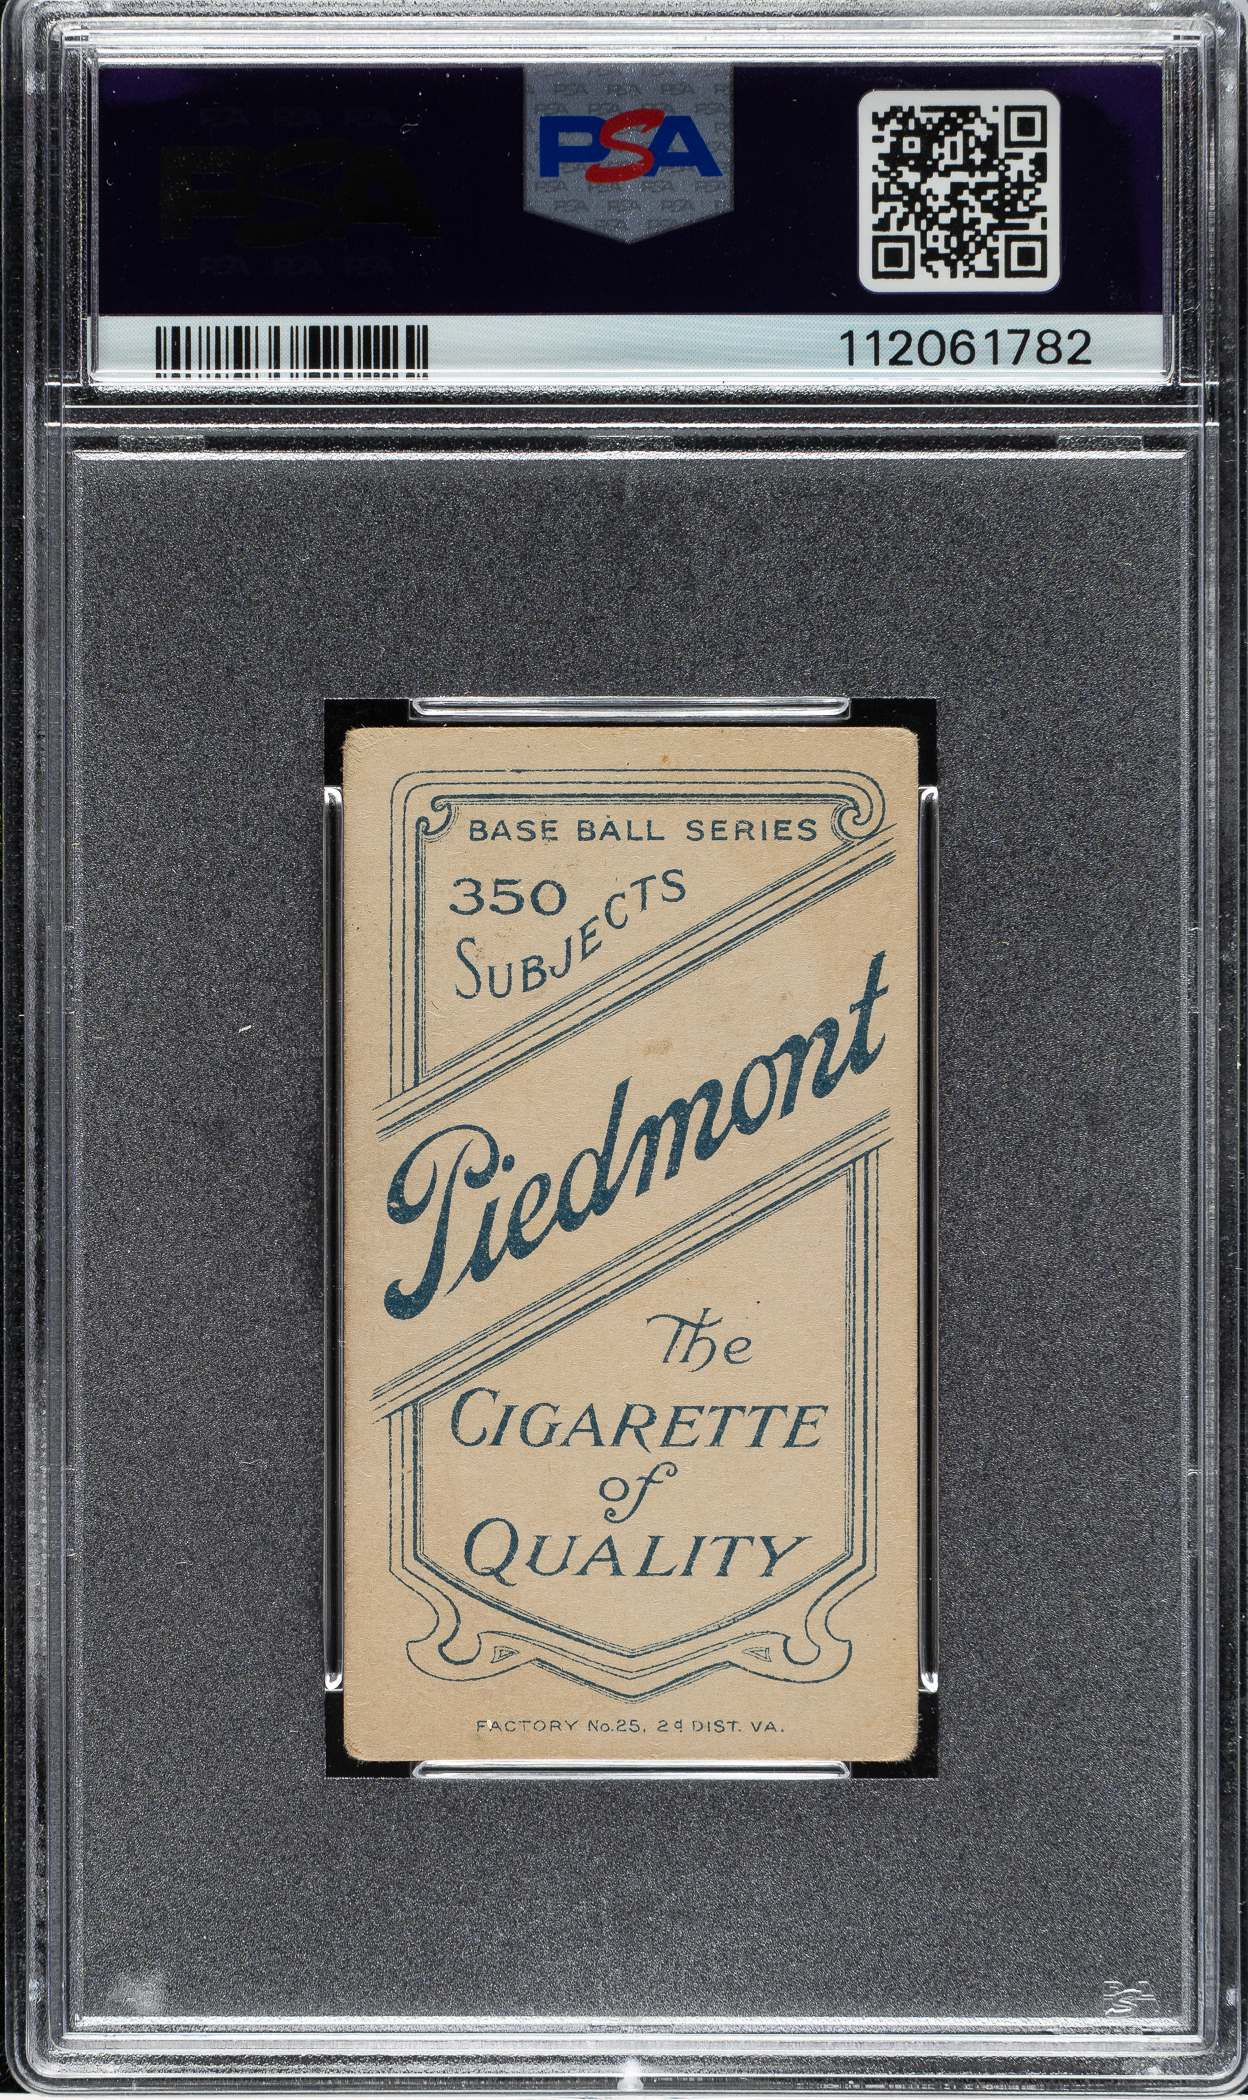 PSA
112061782
BASE BALL SERIES
350
SUBJECTS
Piedmont
The
CIGARETTE
of
QUALITY
FACTORY No.25, 2d DIST. VA.